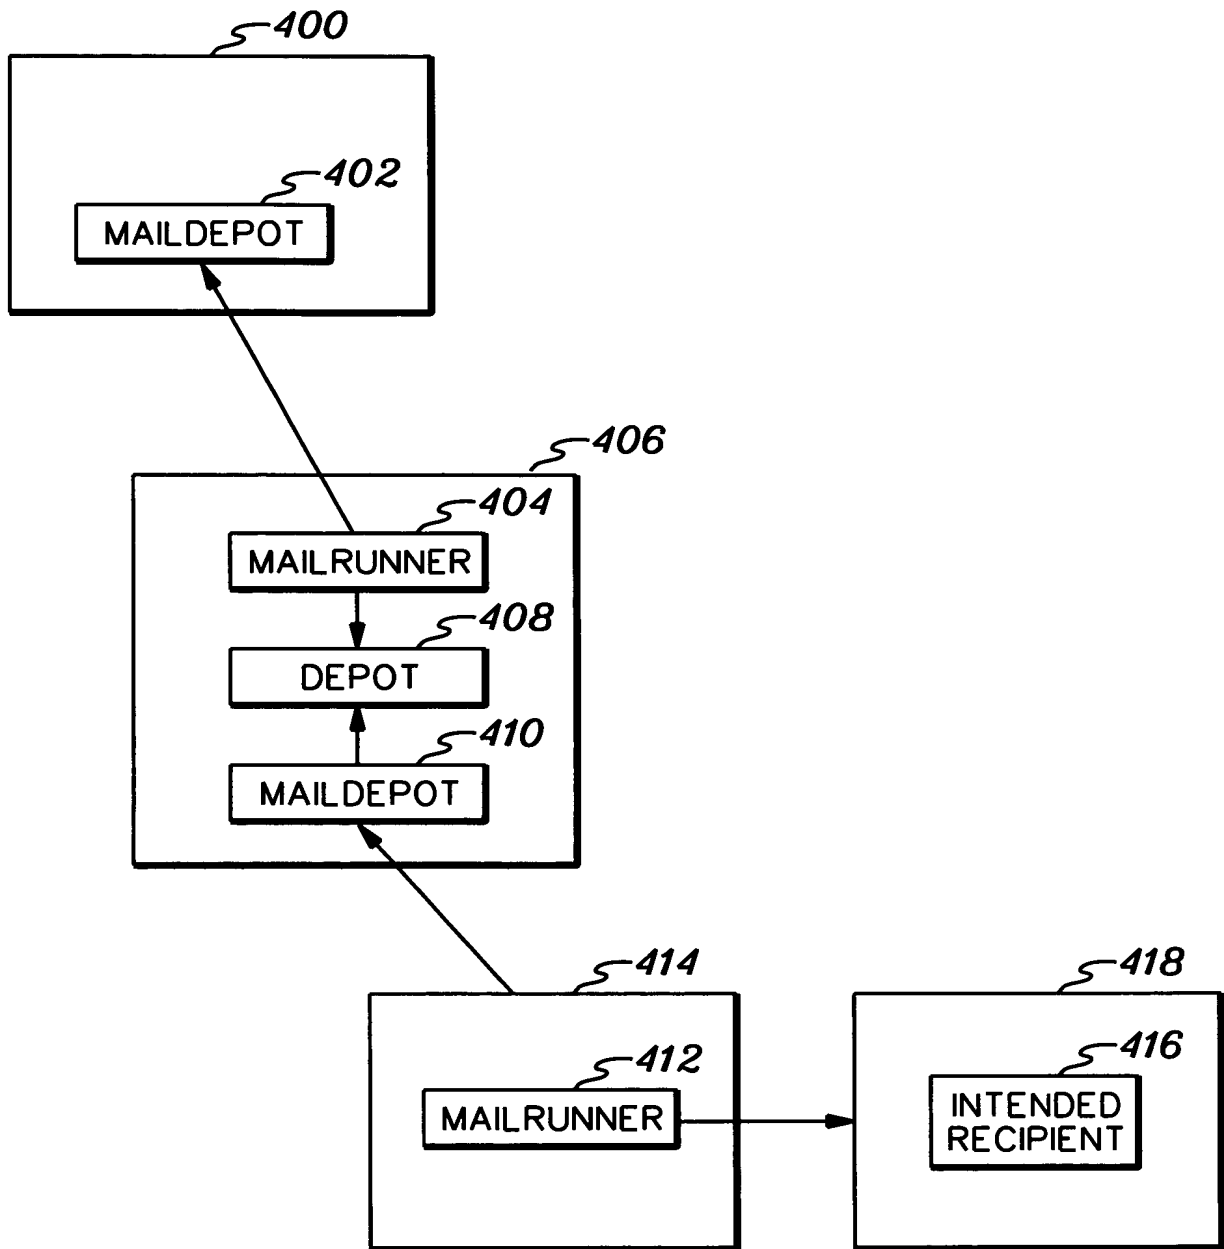 400
402
MAILDEPOT
406
404
MAILRUNNER
408
DEPOT
410
MAILDEPOT
414
418
412
MAILRUNNER
416
INTENDED
RECIPIENT